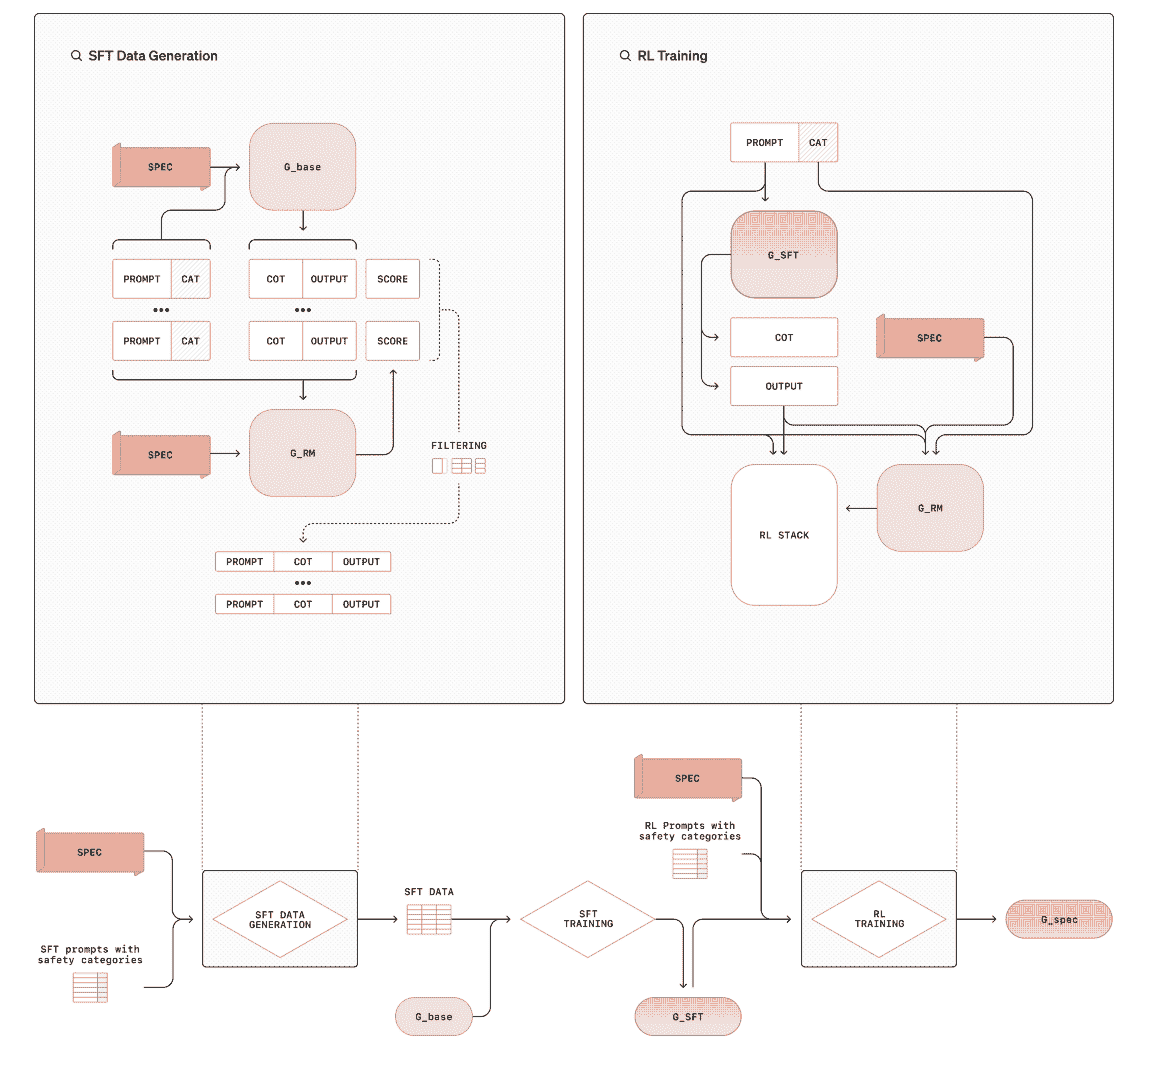 SFT Data Generation
SPEC
G_base
PROMPT CAT COT OUTPUT SCORE
PROMPT CAT COT OUTPUT SCORE
SPEC
G_RM
FILTERING
PROMPT COT OUTPUT
PROMPT COT OUTPUT
RL Training
PROMPT CAT
G_SFT
COT
SPEC
OUTPUT
RL STACK
G_RM
SPEC
SFT prompts with
safety categories
SFT DATA
GENERATION
SFT DATA
G_base
SFT
TRAINING
G_SFT
SPEC
RL Prompts with
safety categories
RL
TRAINING
G_spec